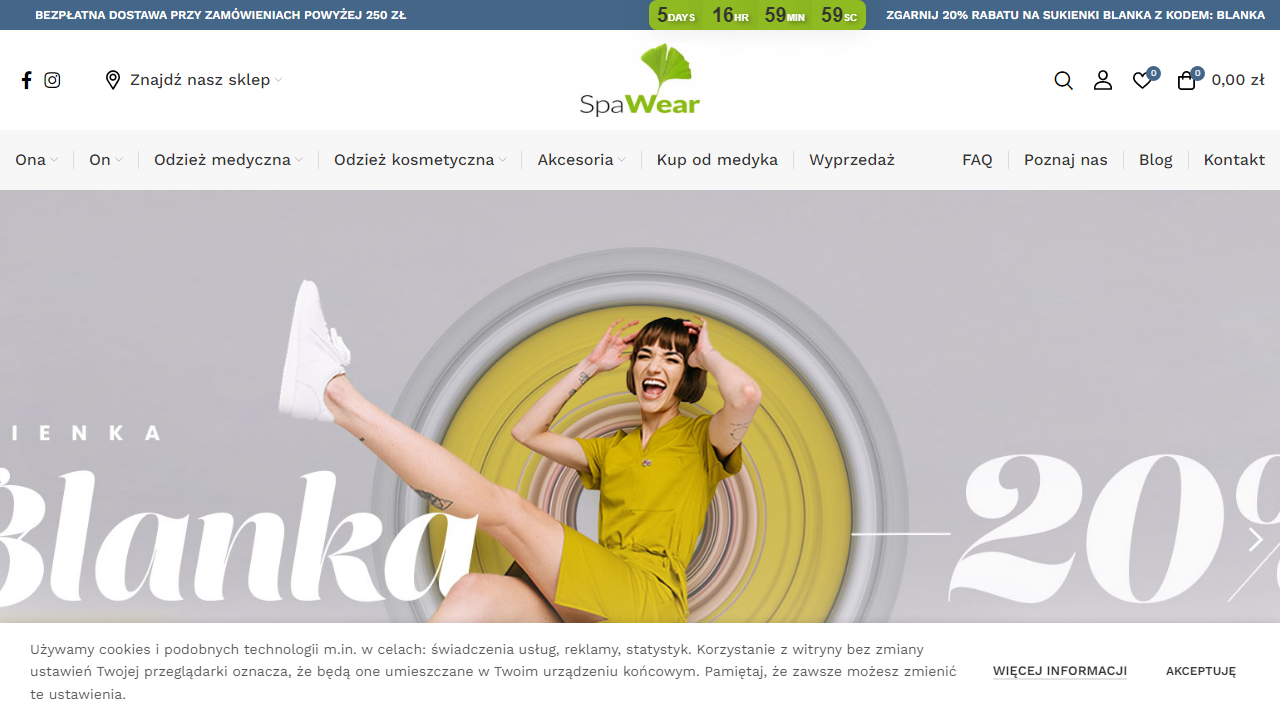 BEZPŁATNA DOSTAWA PRZY ZAMÓWIENIACH POWYŻEJ 250 ZŁ
5 DAYS 16 HR 59 MIN 59 SC
ZGARNIJ 20% RABATU NA SUKIENKI BLANKA Z KODEM: BLANKA
Znajdź nasz sklep
SpaWear
0
0
0,00 zł
Ona
On
Odzież medyczna
Odzież kosmetyczna
Akcesoria
Kup od medyka
Wyprzedaż
FAQ
Poznaj nas
Blog
Kontakt
IENKA
Blanka
20%
Używamy cookies i podobnych technologii m.in. w celach: świadczenia usług, reklamy, statystyk. Korzystanie z witryny bez zmiany
ustawień Twojej przeglądarki oznacza, że będą one umieszczane w Twoim urządzeniu końcowym. Pamiętaj, że zawsze możesz zmienić
te ustawienia.
WIĘCEJ INFORMACJI
AKCEPTUJĘ